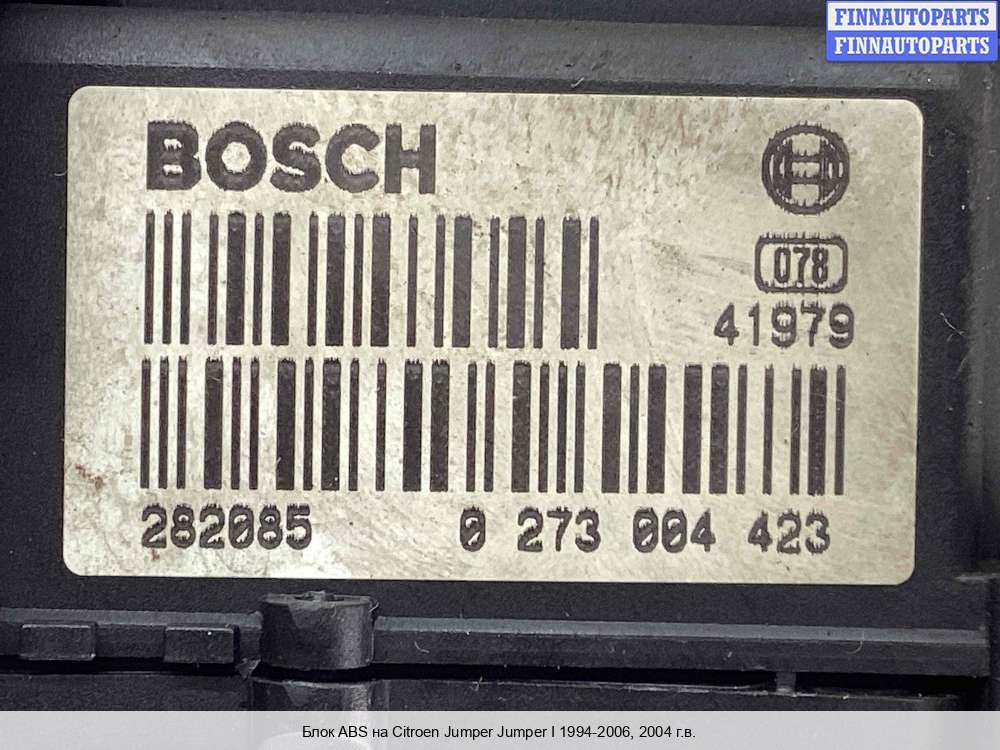 FINNAUTOPARTS
FINNAUTOPARTS
BOSCH
078
41979
282085 0 273 004 423
Блок ABS на Citroen Jumper Jumper I 1994-2006, 2004 г.в.